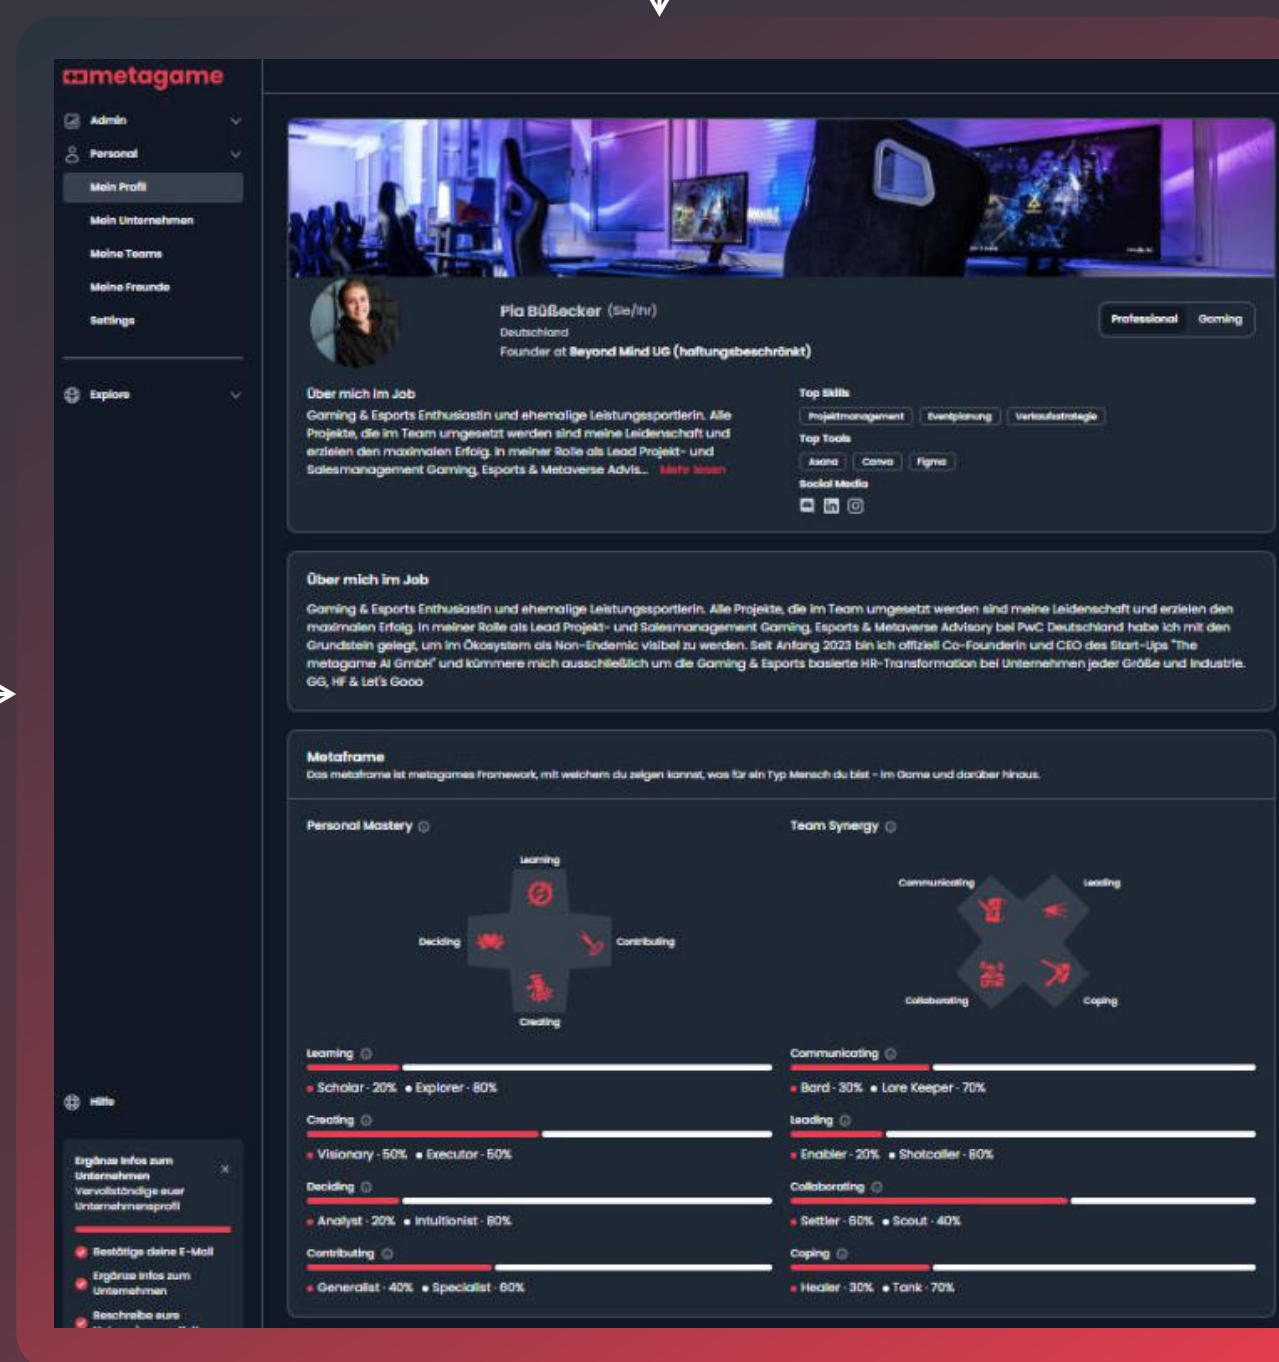 metagame
Admin
Personal
Mein Profil
Mein Unternehmen
Meine Teams
Meine Freunde
Settings
Explore
Pia Büßecker (Sie/Ihr)
Deutschland
Founder at Beyond Mind UG (haftungsbeschränkt)
Professional Gaming
Über mich im Job
Gaming & Esports Enthusiastin und ehemalige Leistungssportlerin. Alle
Projekte, die im Team umgesetzt werden sind meine Leidenschaft und
erzielen den maximalen Erfolg. In meiner Rolle als Lead Projekt- und
Salesmanagement Gaming, Esports & Metaverse Advis... Mehr lesen
Top Skills
Projektmanagement Eventplanung Verkaufsstrategie
Top Tools
Asana Canva Figma
Social Media
Über mich im Job
Gaming & Esports Enthusiastin und ehemalige Leistungssportlerin. Alle Projekte, die im Team umgesetzt werden sind meine Leidenschaft und erzielen den
maximalen Erfolg. In meiner Rolle als Lead Projekt- und Salesmanagement Gaming, Esports & Metaverse Advisory bei PwC Deutschland habe ich mit den
Grundstein gelegt, um im Ökosystem als Non-Endemic visibel zu werden. Seit Anfang 2023 bin ich offiziell Co-Founderin und CEO des Start-Ups "The
metagame AI GmbH" und kümmere mich ausschließlich um die Gaming & Esports basierte HR-Transformation bei Unternehmen jeder Größe und Industrie.
GG, HF & Let's Gooo
Metaframe
Das metaframe ist metagames Framework, mit welchem du zeigen kannst, was für ein Typ Mensch du bist - im Game und darüber hinaus.
Personal Mastery
Learning
Deciding
Contributing
Creating
Team Synergy
Communicating
Leading
Collaborating
Coping
Learning
Scholar - 20% Explorer - 80%
Creating
Visionary - 50% Executor - 50%
Deciding
Analyst - 20% Intuitionist - 80%
Contributing
Generalist - 40% Specialist - 60%
Communicating
Bard - 30% Lore Keeper - 70%
Leading
Enabler - 20% Shotcaller - 80%
Collaborating
Settler - 60% Scout - 40%
Coping
Healer - 30% Tank - 70%
Hilfe
Ergänze Infos zum
Unternehmen
Vervollständige euer
Unternehmensprofil
Bestätige deine E-Mail
Ergänze Infos zum
Unternehmen
Beschreibe eure